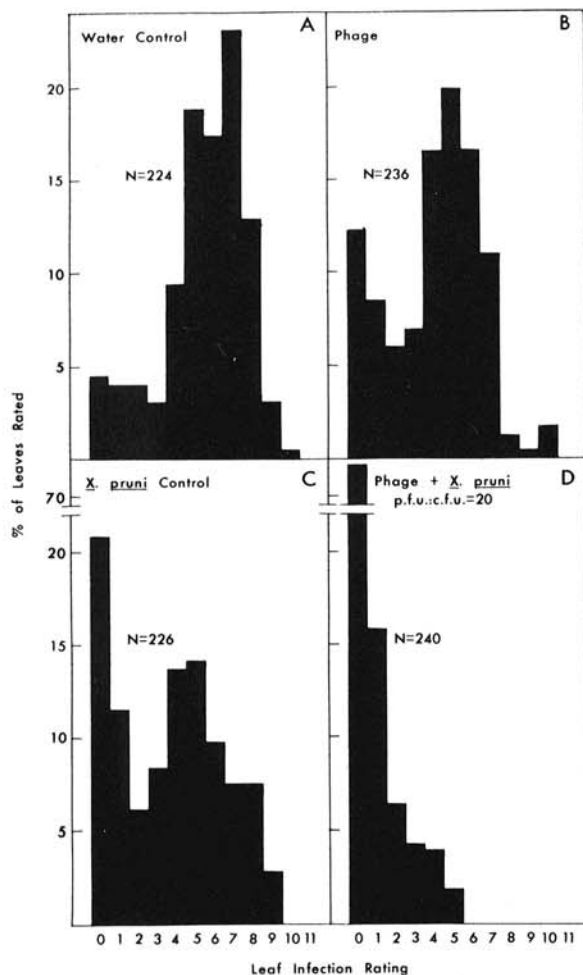 A
Water Control
N=224
B
Phage
N=236
20
15
10
5
% of Leaves Rated
C
X. pruni Control
N=226
D
Phage + X. pruni
p.f.u.:c.f.u.=20
N=240
70
20
15
10
5
0 1 2 3 4 5 6 7 8 9 10 11
0 1 2 3 4 5 6 7 8 9 10 11
Leaf Infection Rating